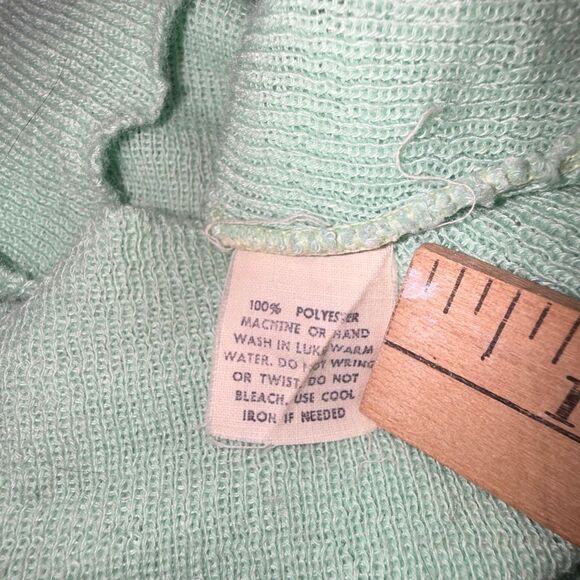 100% POLYESTER
MACHINE OR HAND
WASH IN LUKEWARM
WATER. DO NOT WRING
OR TWIST. DO NOT
BLEACH. USE COOL
IRON IF NEEDED
1